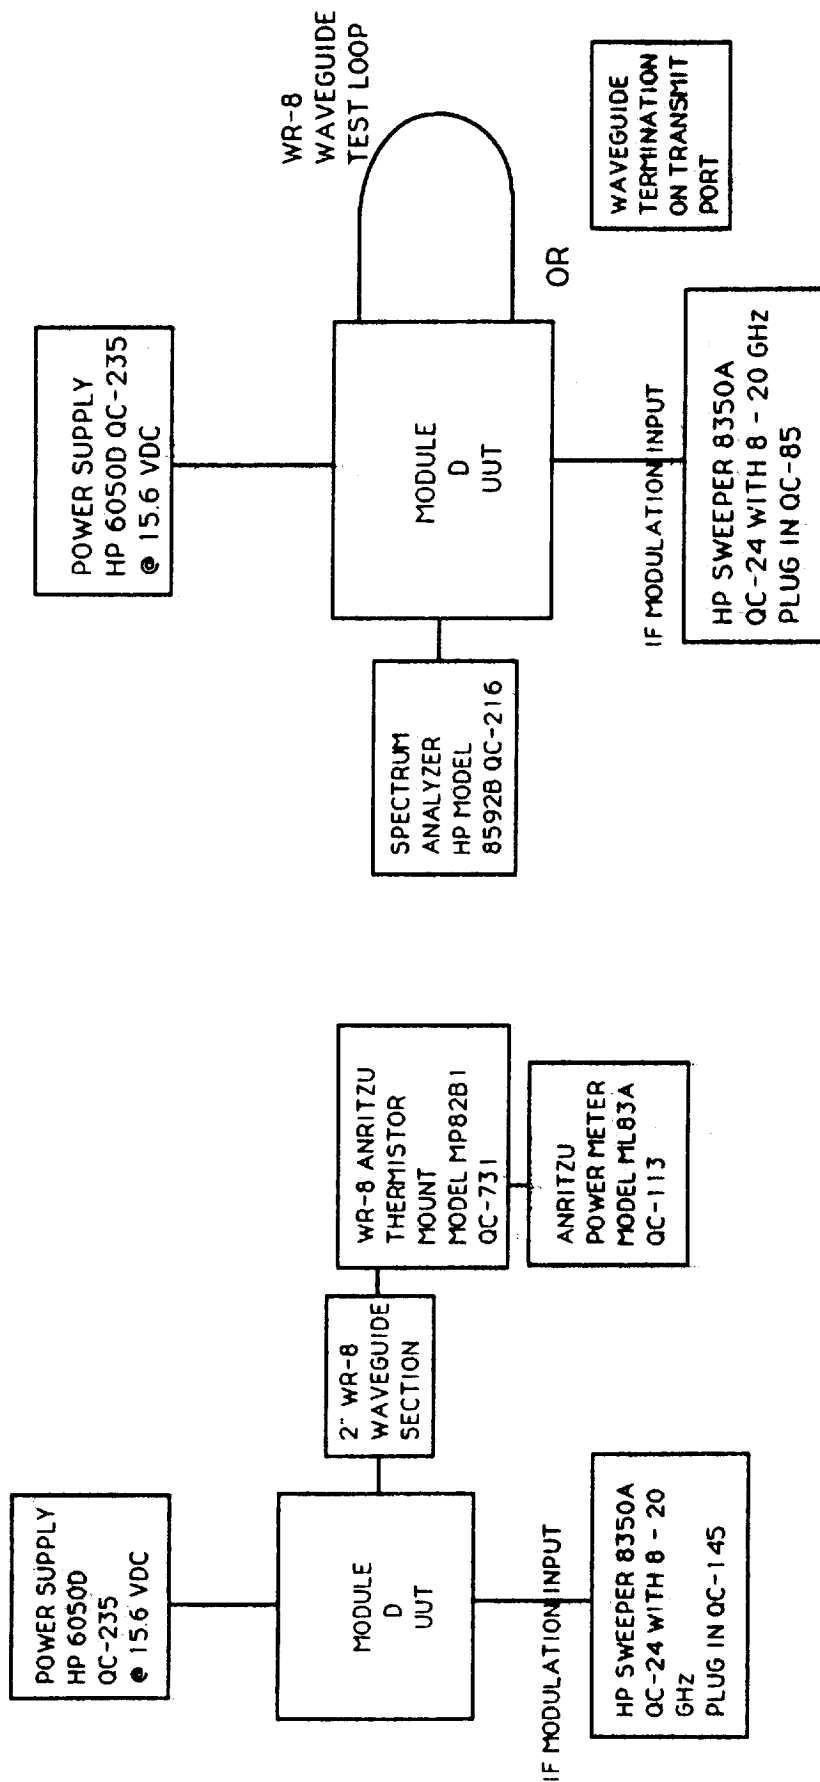 POWER SUPPLY
HP 6050D
QC-235
@ 15.6 VDC
MODULE
D
UUT
2" WR-8
WAVEGUIDE
SECTION
WR-8 ANRITZU
THERMISTOR
MOUNT
MODEL MP82B1
QC-731
ANRITZU
POWER METER
MODEL ML83A
QC-113
IF MODULATION INPUT
HP SWEEPER 8350A
QC-24 WITH 8 - 20
GHz
PLUG IN QC-145
POWER SUPPLY
HP 6050D QC-235
@ 15.6 VDC
SPECTRUM
ANALYZER
HP MODEL
8592B QC-216
MODULE
D
UUT
WR-8
WAVEGUIDE
TEST LOOP
OR
WAVEGUIDE
TERMINATION
ON TRANSMIT
PORT
IF MODULATION INPUT
HP SWEEPER 8350A
QC-24 WITH 8 - 20 GHz
PLUG IN QC-85